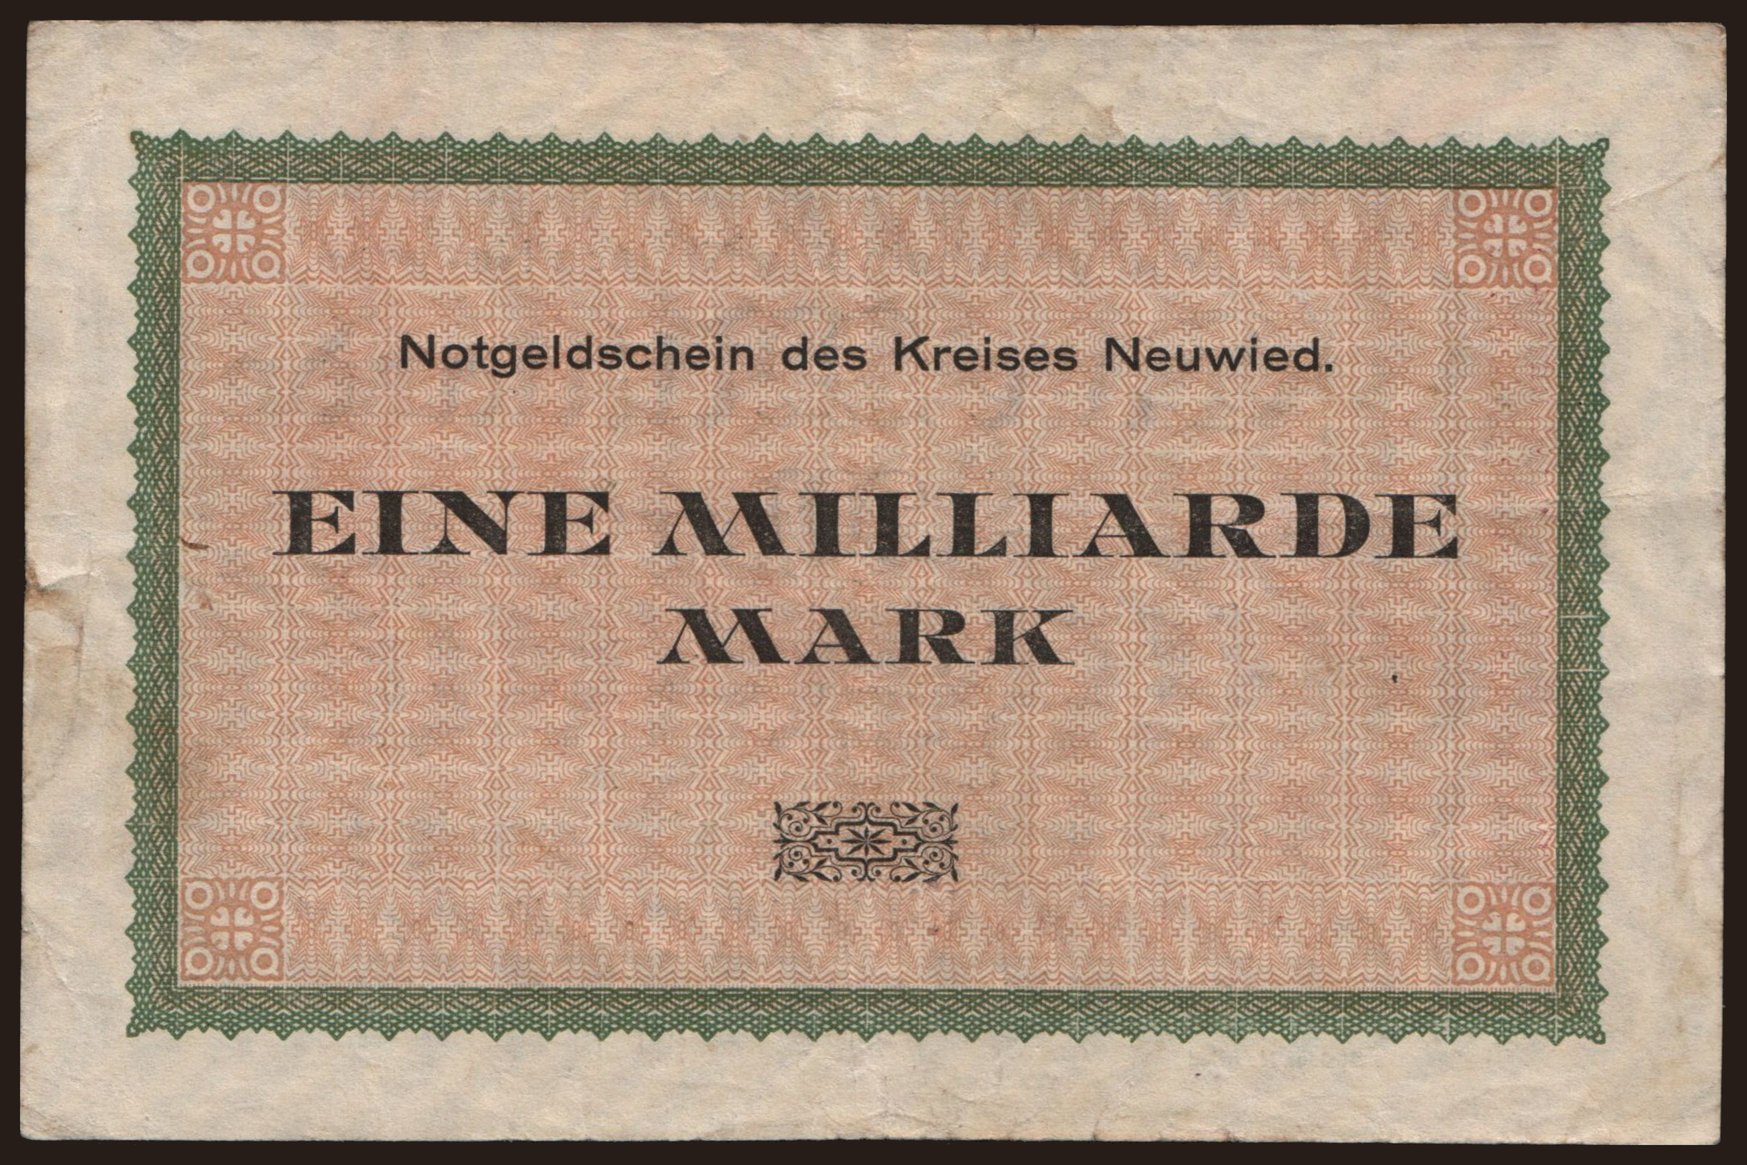 Notgeldschein des Kreises Neuwied.
EINE MILLIARDE
MARK